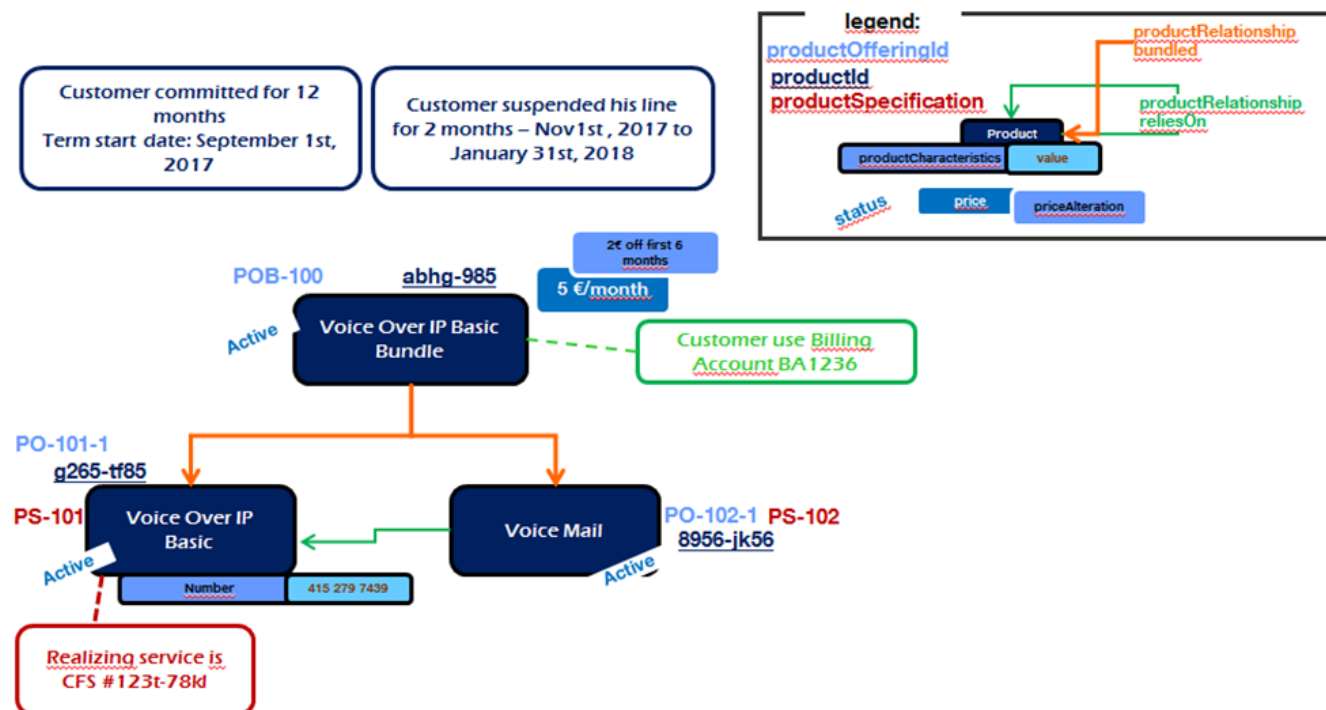 legend:
productOfferingId
productId
productSpecification
productRelationship
bundled
productRelationship
reliesOn
Product
productCharacteristics
value
status
price
priceAlteration
Customer committed for 12
months
Term start date: September 1st,
2017
Customer suspended his line
for 2 months – Nov1st , 2017 to
January 31st, 2018
POB-100
abhg-985
2€ off first 6
months
5 €/month
Active
Voice Over IP Basic
Bundle
Customer use Billing
Account BA1236
PO-101-1
g265-tf85
PS-101
Voice Over IP
Basic
Active
Number
415 279 7439
Voice Mail
PO-102-1 PS-102
8956-jk56
Active
Realizing service is
CFS #123t-78kl